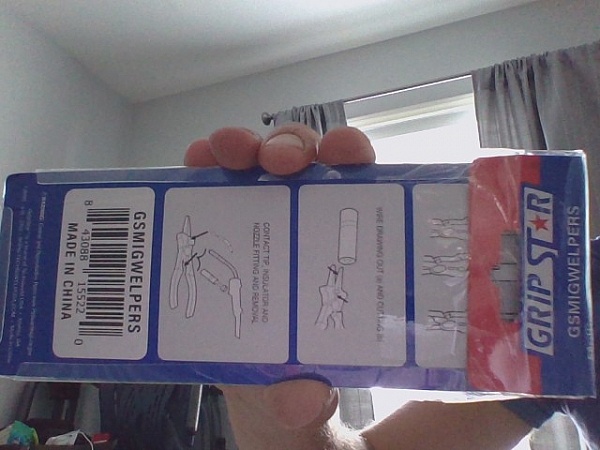 GRIP ST★R
GSMIGWELPERS
WIRE DRAWING OUT (a) AND CUTTING (b)
CONTACT TIP, INSULATOR AND
NOZZLE FITTING AND REMOVAL
GSMIGWELPERS
8 43088 15522 0
MADE IN CHINA